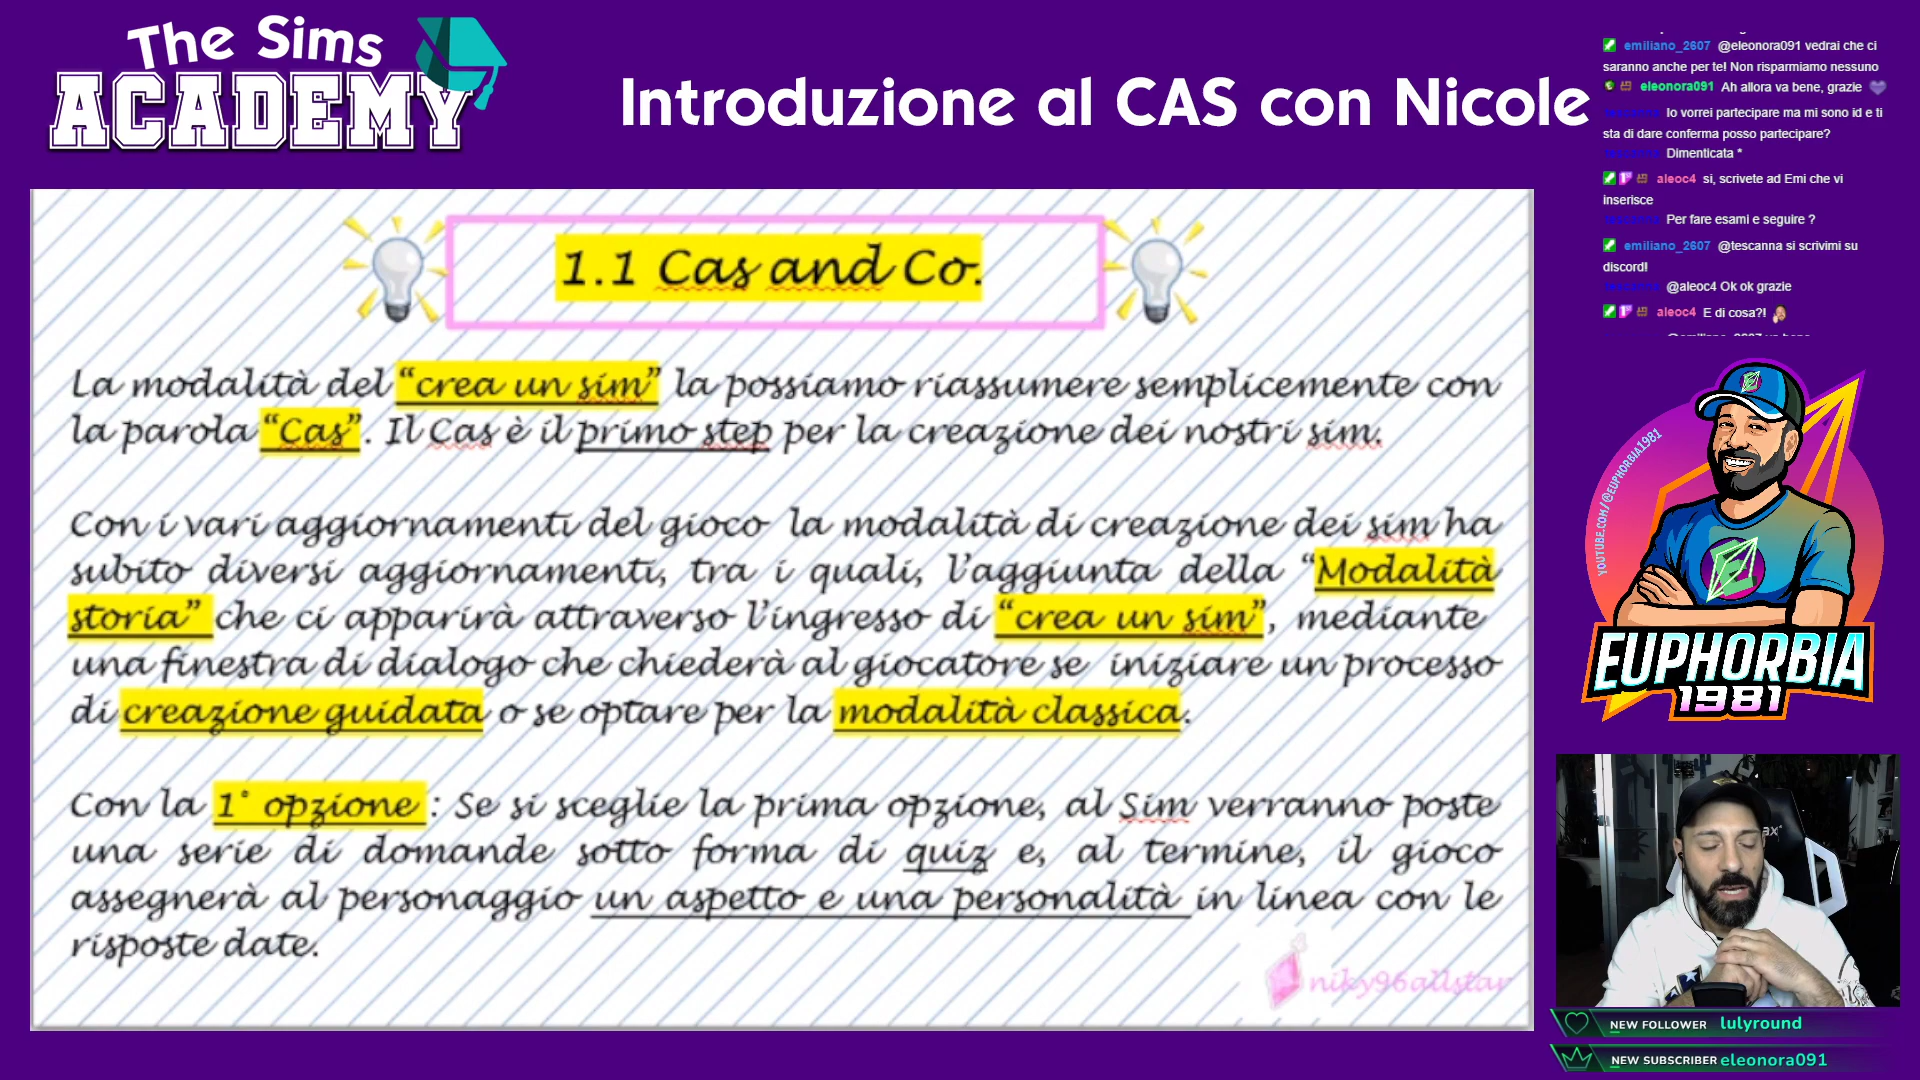 The Sims
ACADEMY
Introduzione al CAS con Nicole
1.1 Cas and Co.
La modalità del “crea un sim” la possiamo riassumere semplicemente con
la parola “Cas”. Il Cas è il primo step per la creazione dei nostri sim.
Con i vari aggiornamenti del gioco la modalità di creazione dei sim ha
subito diversi aggiornamenti, tra i quali, l’aggiunta della “Modalità
storia” che ci apparirà attraverso l’ingresso di “crea un sim”, mediante
una finestra di dialogo che chiederà al giocatore se iniziare un processo
di creazione guidata o se optare per la modalità classica.
Con la 1° opzione : Se si sceglie la prima opzione, al Sim verranno poste
una serie di domande sotto forma di quiz e, al termine, il gioco
assegnerà al personaggio un aspetto e una personalità in linea con le
risposte date.
niky96allstar
emiliano_2607 @eleonora091 vedrai che ci
saranno anche per te! Non risparmiamo nessuno
eleonora091 Ah allora va bene, grazie
tescanna Io vorrei partecipare ma mi sono id e ti
sta di dare conferma posso partecipare?
tescanna Dimenticata *
aleoc4 si, scrivete ad Emi che vi
inserisce
tescanna Per fare esami e seguire ?
emiliano_2607 @tescanna si scrivimi su
discord!
tescanna @aleoc4 Ok ok grazie
aleoc4 E di cosa?!
YOUTUBE.COM/@EUPHORBIA1981
EUPHORBIA
1981
NEW FOLLOWER lulyround
NEW SUBSCRIBER eleonora091